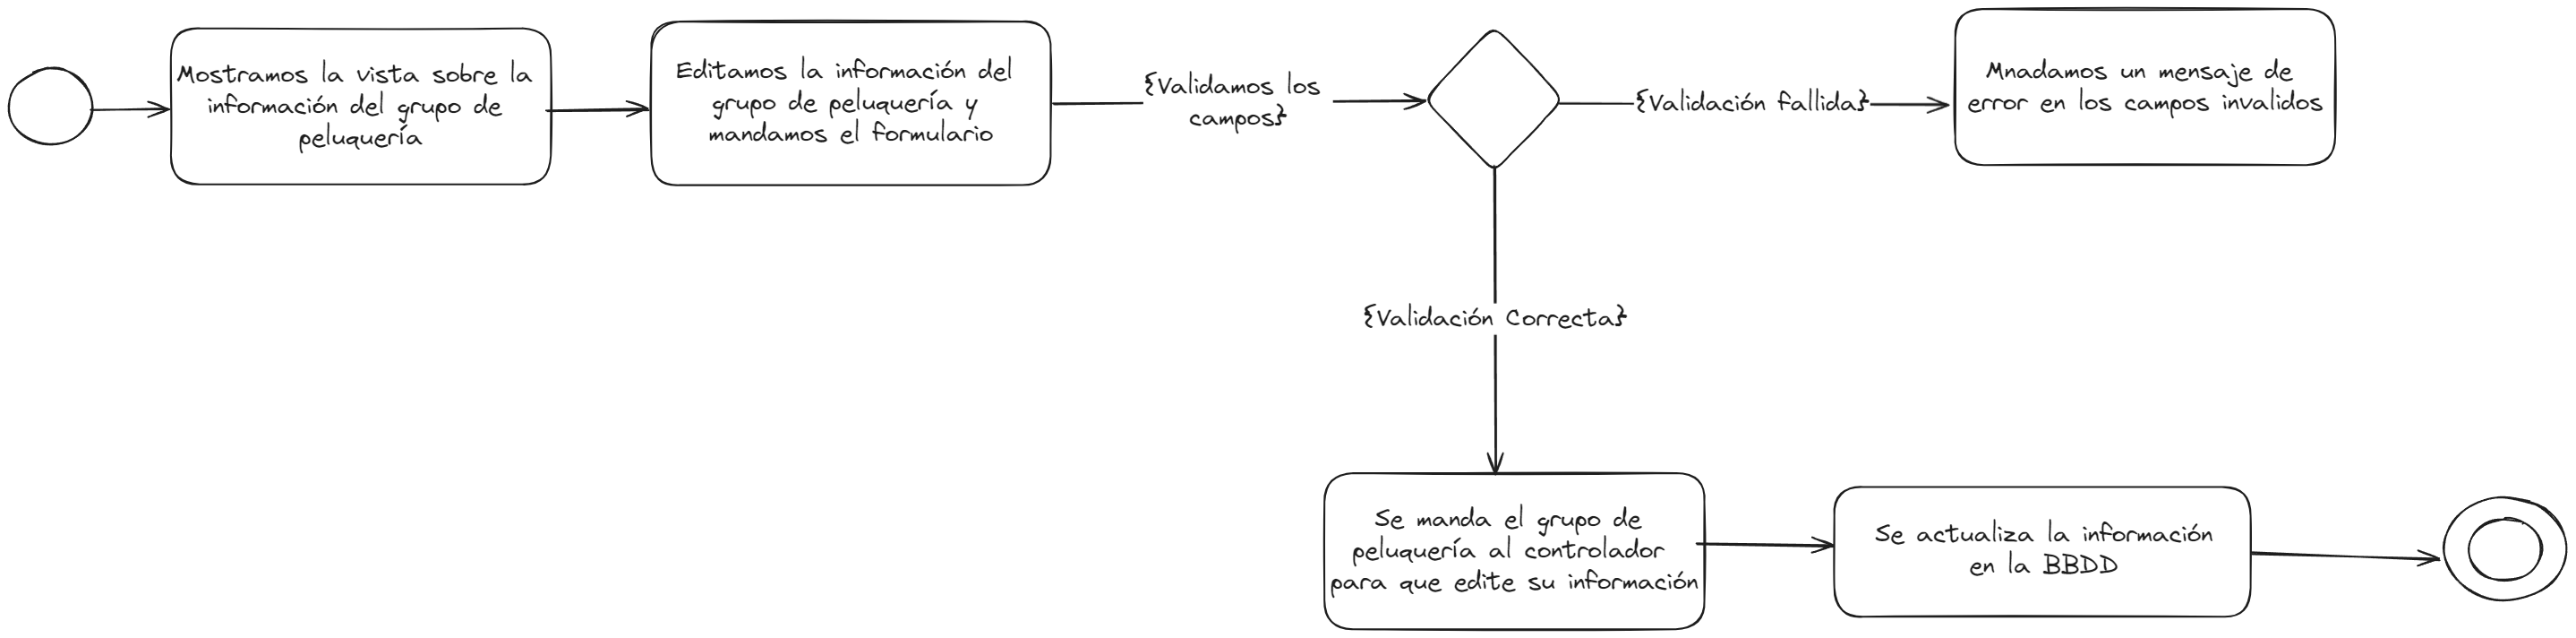 Mostramos la vista sobre la
información del grupo de
peluquería
Editamos la información del
grupo de peluquería y
mandamos el formulario
{Validamos los
campos}
{Validación fallida}
Mnadamos un mensaje de
error en los campos invalidos
{Validación Correcta}
Se manda el grupo de
peluquería al controlador
para que edite su información
Se actualiza la información
en la BBDD